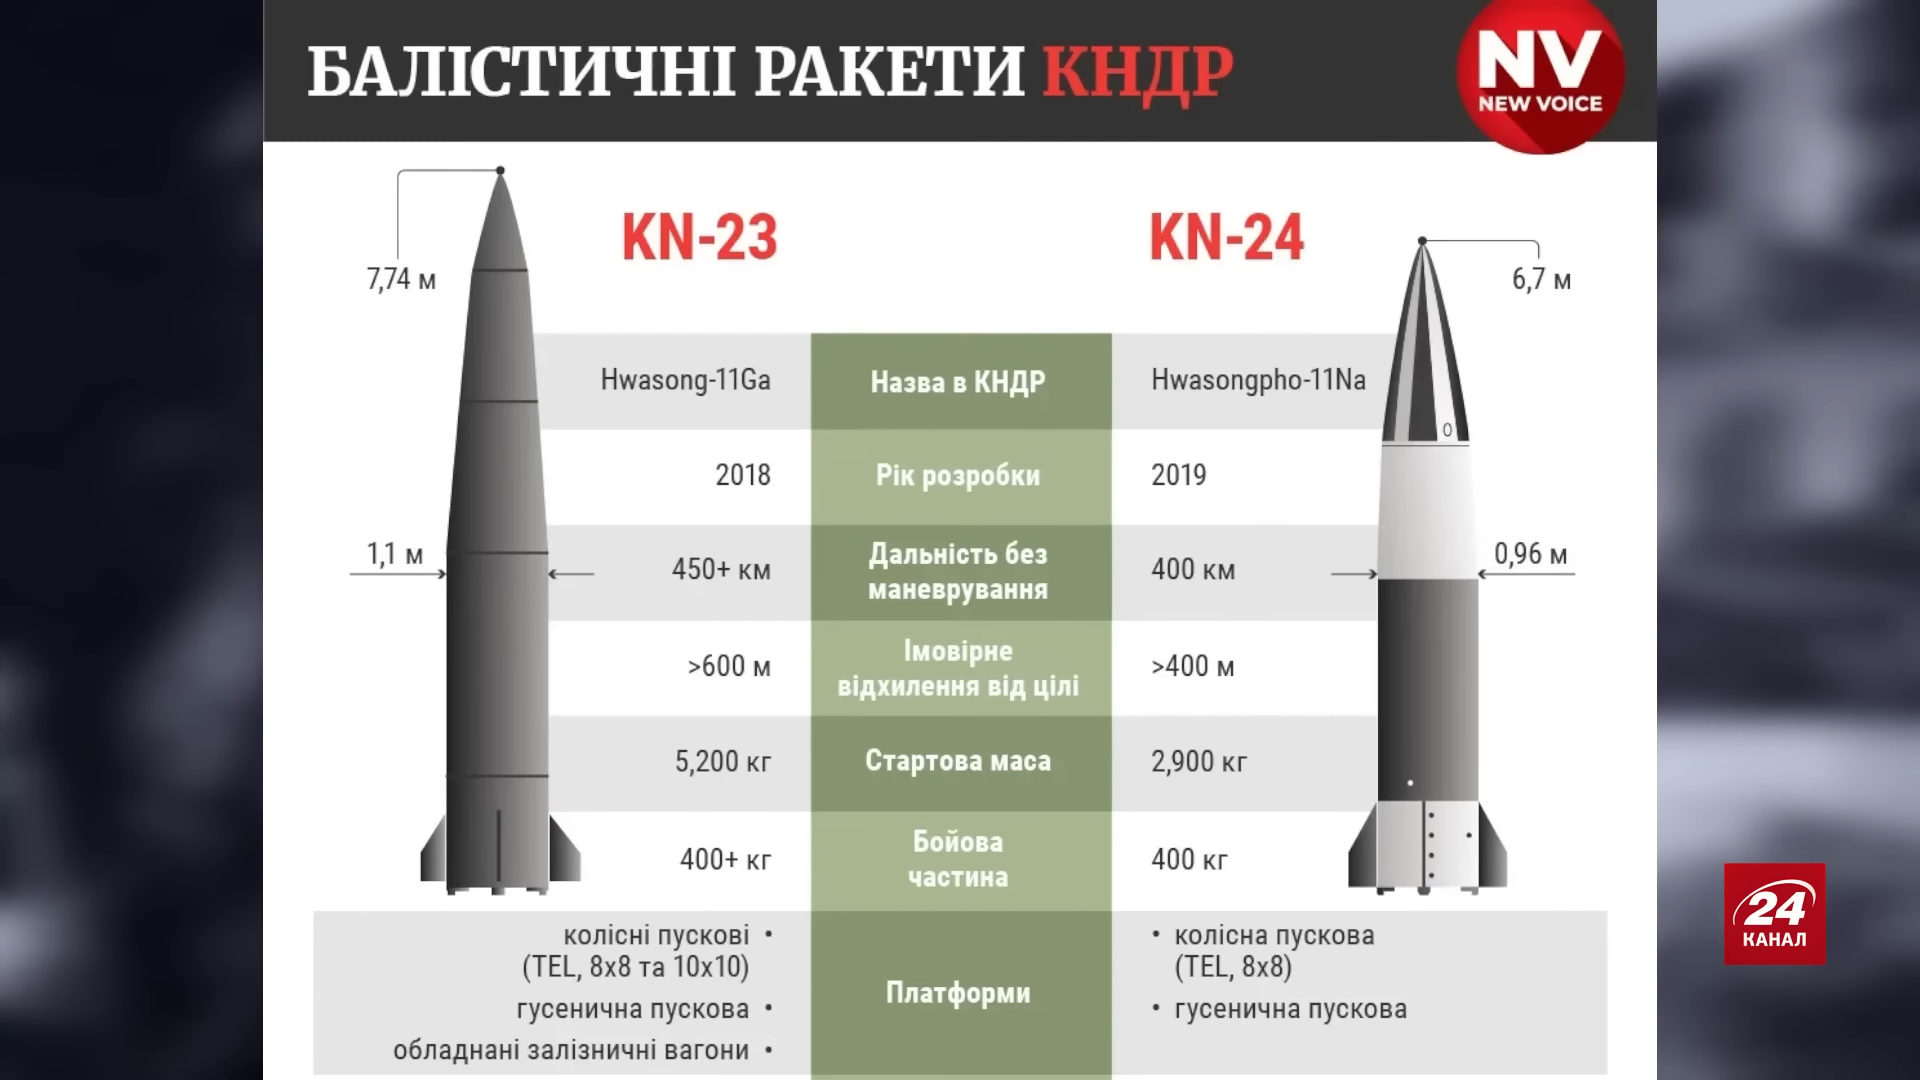 БАЛІСТИЧНІ РАКЕТИ КНДР
NV
NEW VOICE
KN-23
KN-24
7,74 м
6,7 м
Hwasong-11Ga
Назва в КНДР
Hwasongpho-11Na
2018
Рік розробки
2019
1,1 м
450+ км
Дальність без
маневрування
400 км
0,96 м
>600 м
Імовірне
відхилення від цілі
>400 м
5,200 кг
Стартова маса
2,900 кг
400+ кг
Бойова
частина
400 кг
колісні пускові •
(TEL, 8x8 та 10x10)
гусенична пускова •
обладнані залізничні вагони •
Платформи
• колісна пускова
(TEL, 8x8)
• гусенична пускова
24
КАНАЛ